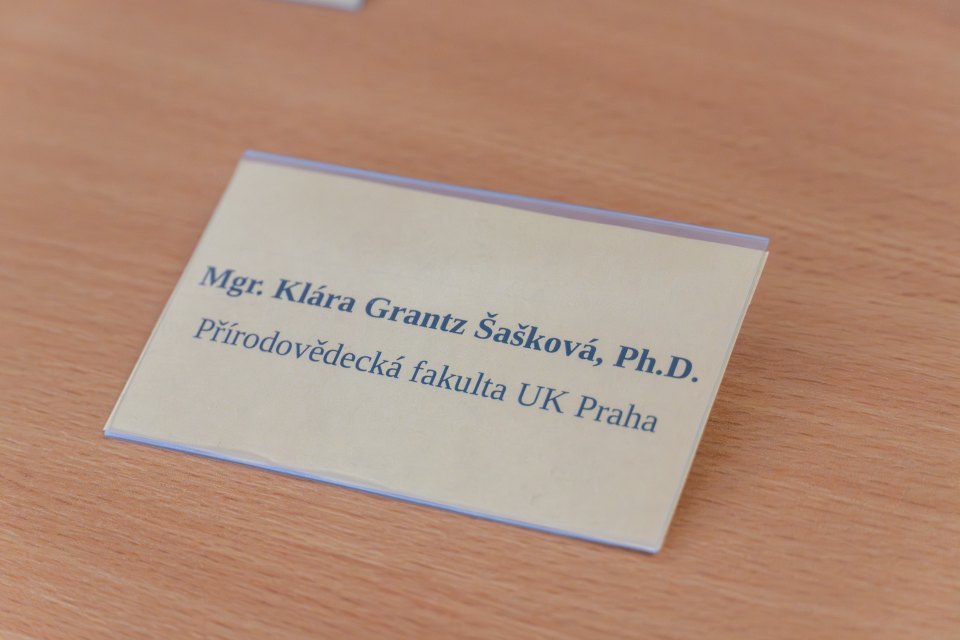 Mgr. Klára Grantz Šašková, Ph.D.
Přírodovědecká fakulta UK Praha